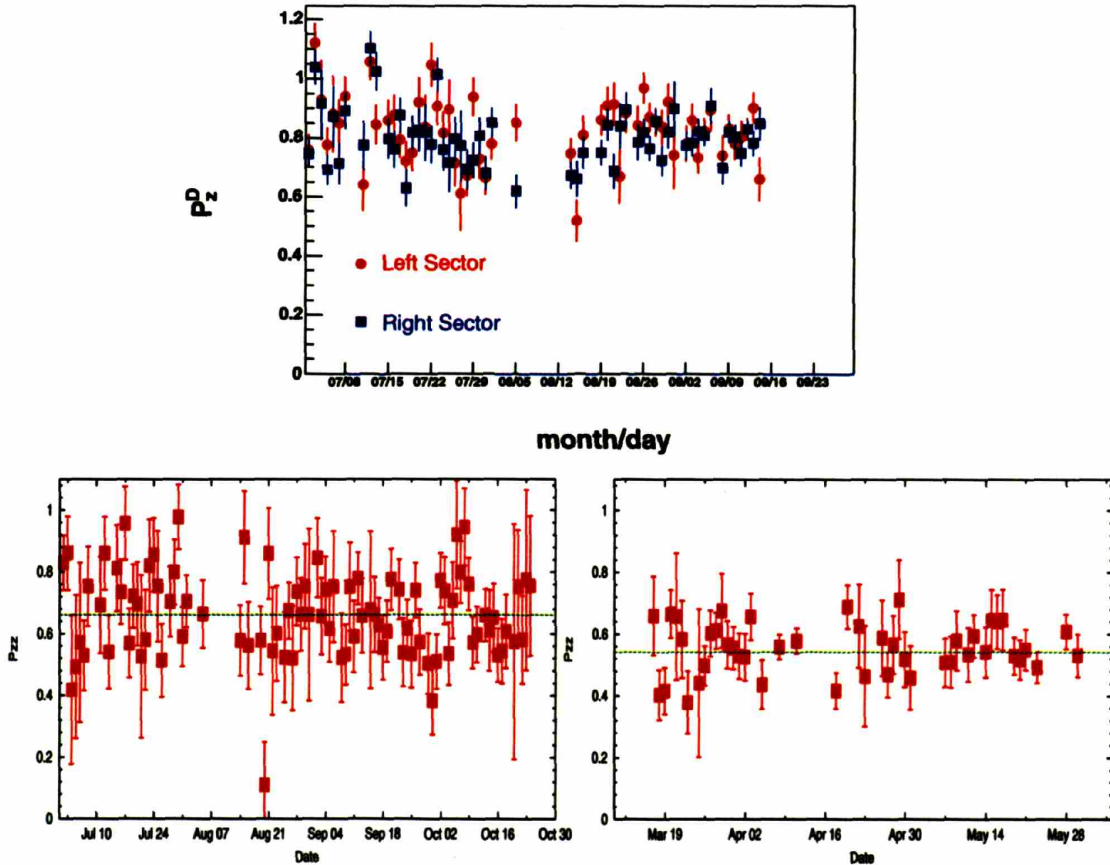 1.2
1
0.8
0.6
0.4
0.2
0
P_z^D
Left Sector
Right Sector
07/08 07/15 07/22 07/29 08/05 08/12 08/19 08/26 09/02 09/09 09/16 09/23
month/day
1
0.8
0.6
0.4
0.2
0
Pzz
Jul 10 Jul 24 Aug 07 Aug 21 Sep 04 Sep 18 Oct 02 Oct 16 Oct 30
Date
1
0.8
0.6
0.4
0.2
0
Pzz
Mar 19 Apr 02 Apr 16 Apr 30 May 14 May 28
Date